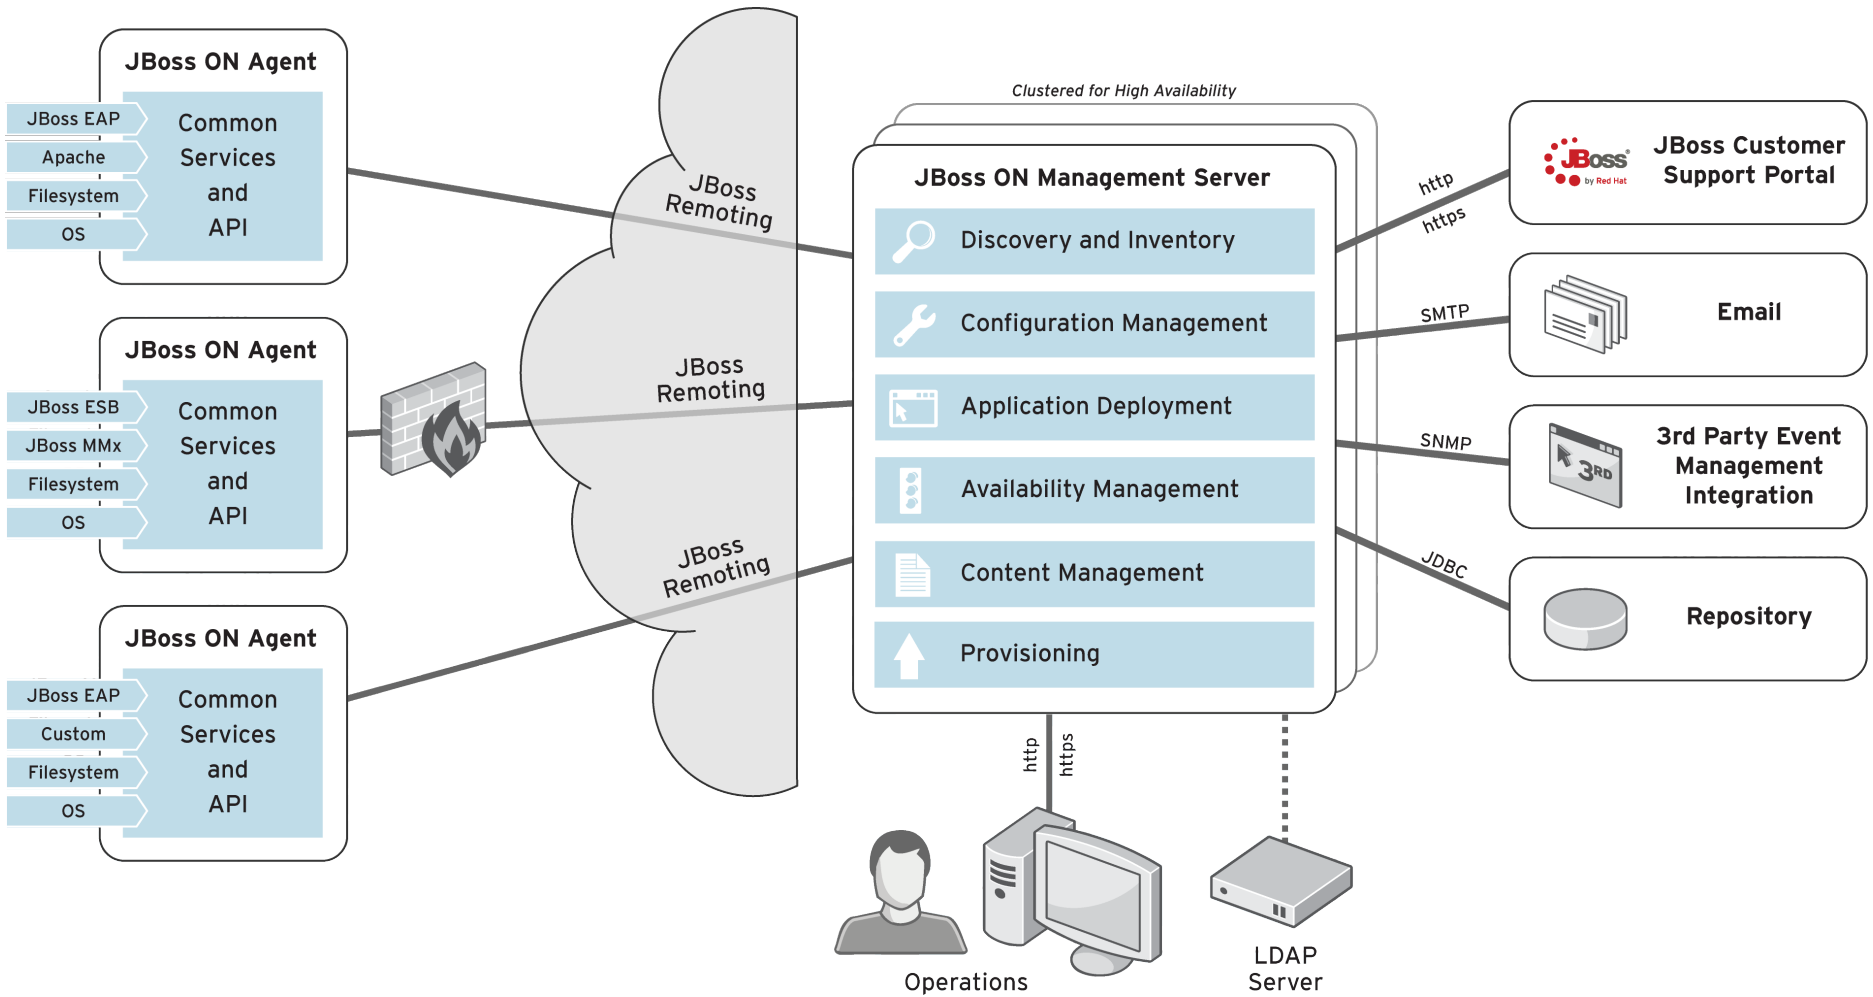 JBoss ON Agent
JBoss EAP
Apache
Filesystem
OS
Common
Services
and
API
JBoss ON Agent
JBoss ESB
JBoss MMx
Filesystem
OS
Common
Services
and
API
JBoss ON Agent
JBoss EAP
Custom
Filesystem
OS
Common
Services
and
API
JBoss
Remoting
JBoss
Remoting
JBoss
Remoting
Clustered for High Availability
JBoss ON Management Server
Discovery and Inventory
Configuration Management
Application Deployment
Availability Management
Content Management
Provisioning
http
https
SMTP
SNMP
JDBC
JBoss®
by Red Hat
JBoss Customer
Support Portal
Email
3RD
3rd Party Event
Management
Integration
Repository
http
https
Operations
LDAP
Server